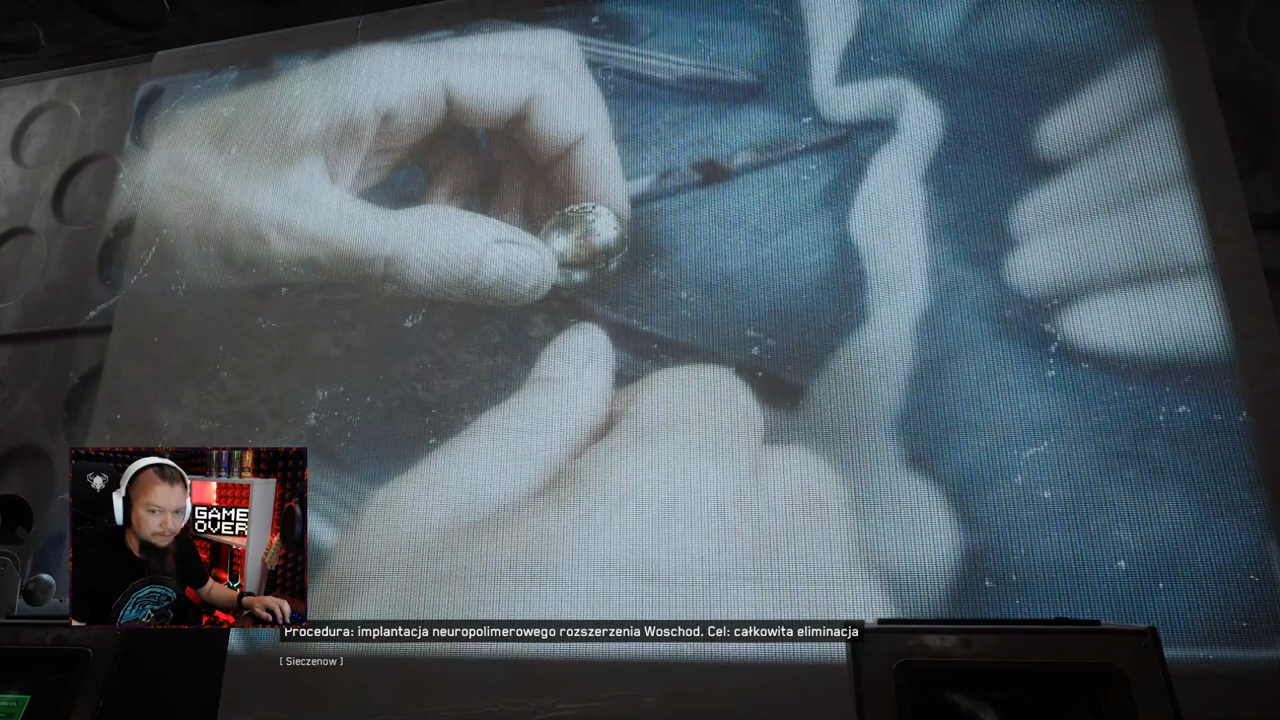 GAME
OVER
Procedura: implantacja neuropolimerowego rozszerzenia Woschod. Cel: całkowita eliminacja
[ Sieczenow ]